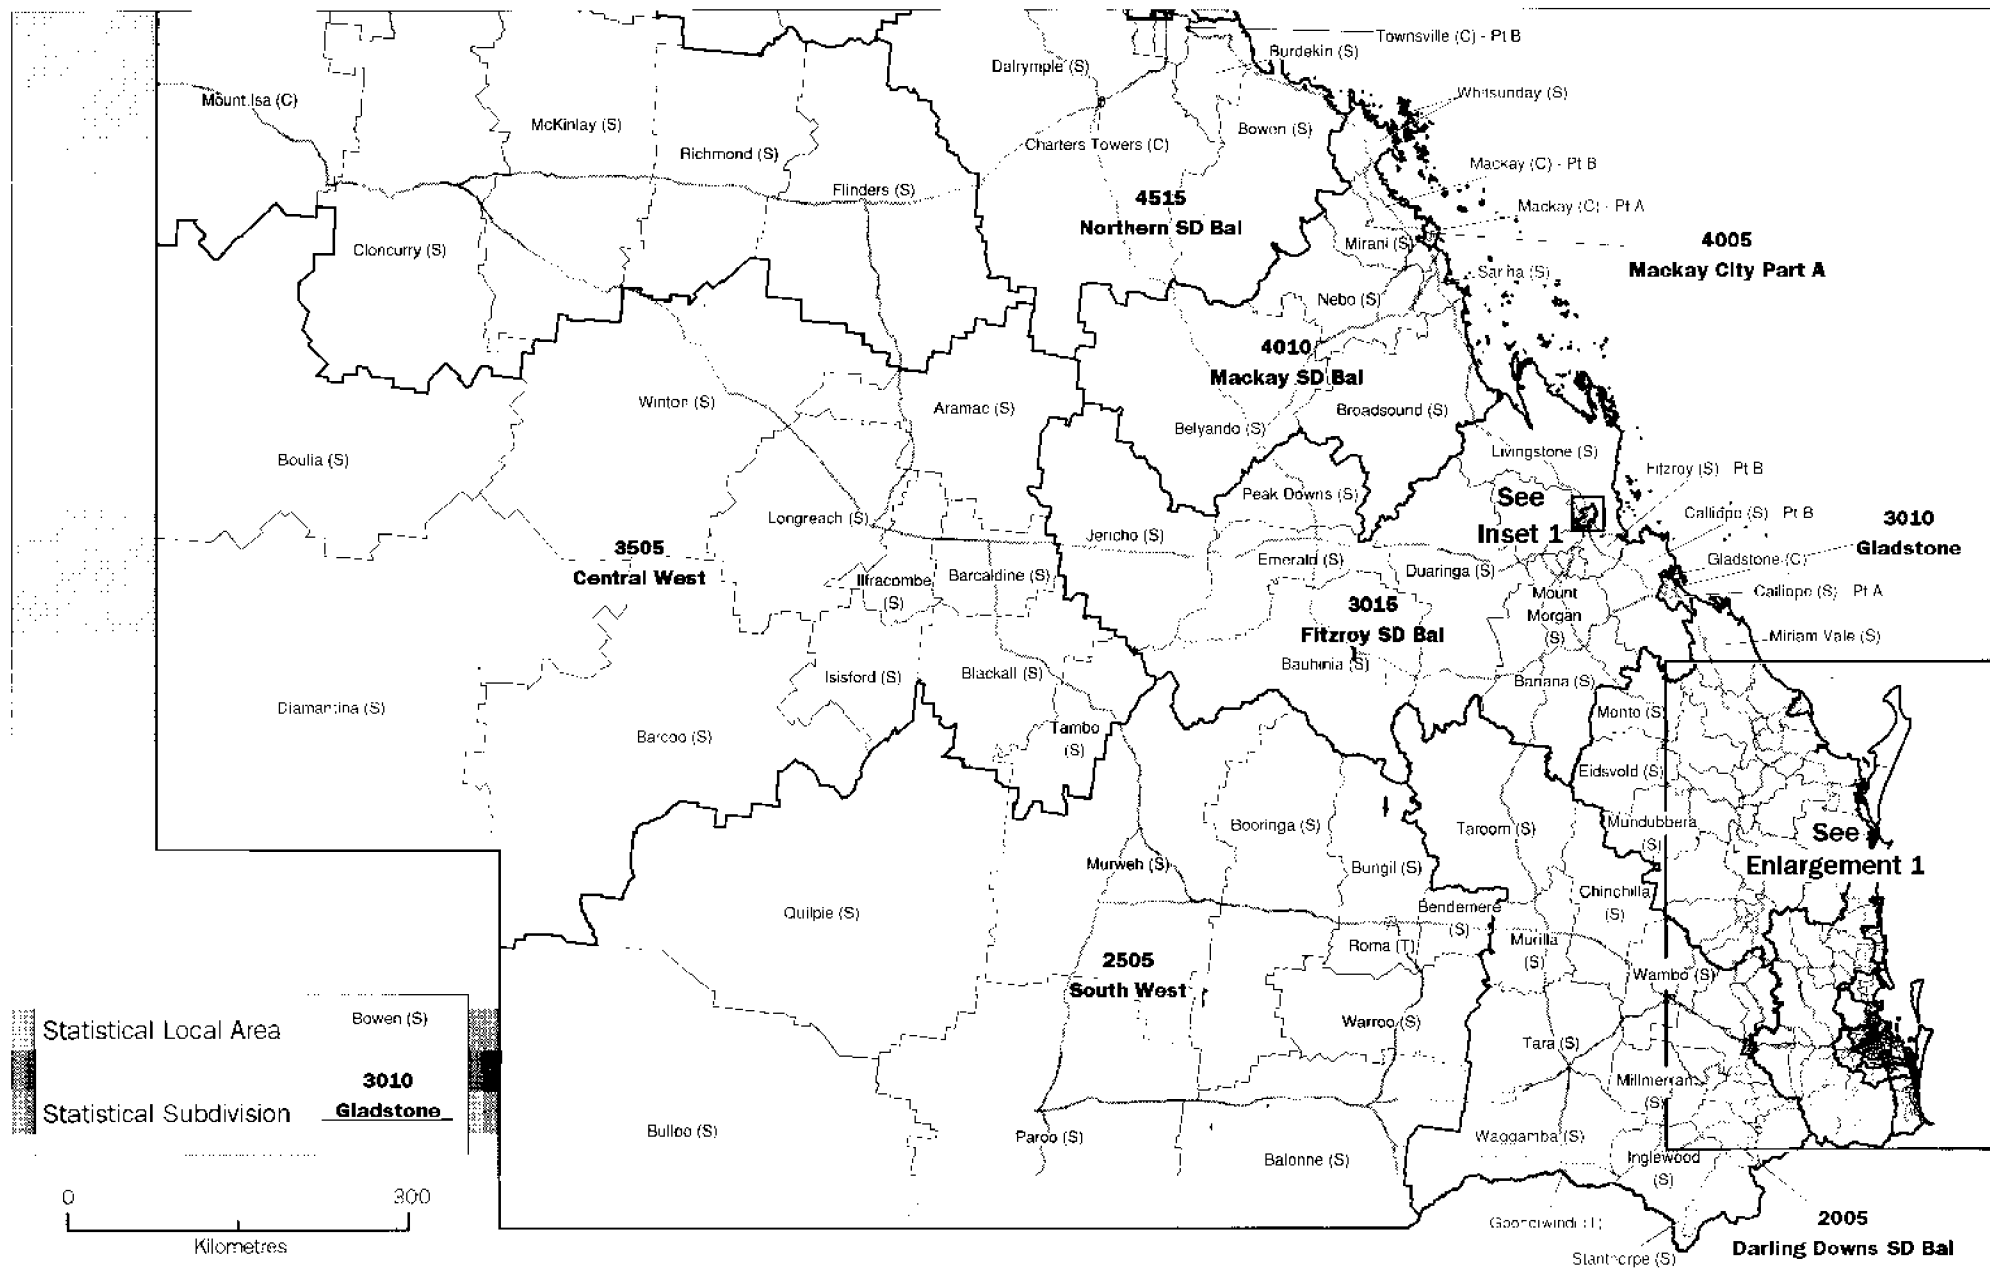 Townsville (C) - Pt B
Burdekin (S)
Dalrymple (S)
Whitsunday (S)
Mount Isa (C)
McKinlay (S)
Bowen (S)
Charters Towers (C)
Richmond (S)
Mackay (C) - Pt B
Flinders (S)
4515
Northern SD Bal
Mackay (C) - Pt A
Mirani (S)
4005
Mackay City Part A
Cloncurry (S)
Sarina (S)
Nebo (S)
4010
Mackay SD Bal
Winton (S)
Aramac (S)
Broadsound (S)
Belyando (S)
Boulia (S)
Livingstone (S)
Fitzroy (S) Pt B
Peak Downs (S)
See
Inset 1
Calliope (S) Pt B
3010
Gladstone
Longreach (S)
Jericho (S)
3505
Central West
Emerald (S)
Duaringa (S)
Gladstone (C)
Ilfracombe
(S)
Barcaldine (S)
Mount
Morgan
(S)
Calliope (S) Pt A
3015
Fitzroy SD Bal
Miriam Vale (S)
Bauhinia (S)
Isisford (S)
Blackall (S)
Banana (S)
Diamantina (S)
Monto (S)
Barcoo (S)
Tambo
(S)
Eidsvold (S)
Booringa (S)
Taroom (S)
Mundubbera
(S)
See
Enlargement 1
Murweh (S)
Bungil (S)
Chinchilla
(S)
Quilpie (S)
Bendemere
(S)
Roma (T)
Murilla
(S)
2505
South West
Wambo (S)
Statistical Local Area
Bowen (S)
Warroo (S)
Tara (S)
3010
Gladstone
Statistical Subdivision
Millmerran
(S)
Bulloo (S)
Paroo (S)
Waggamba (S)
Balonne (S)
Inglewood
(S)
0 300
Kilometres
Goondiwindi (T)
2005
Darling Downs SD Bal
Stanthorpe (S)